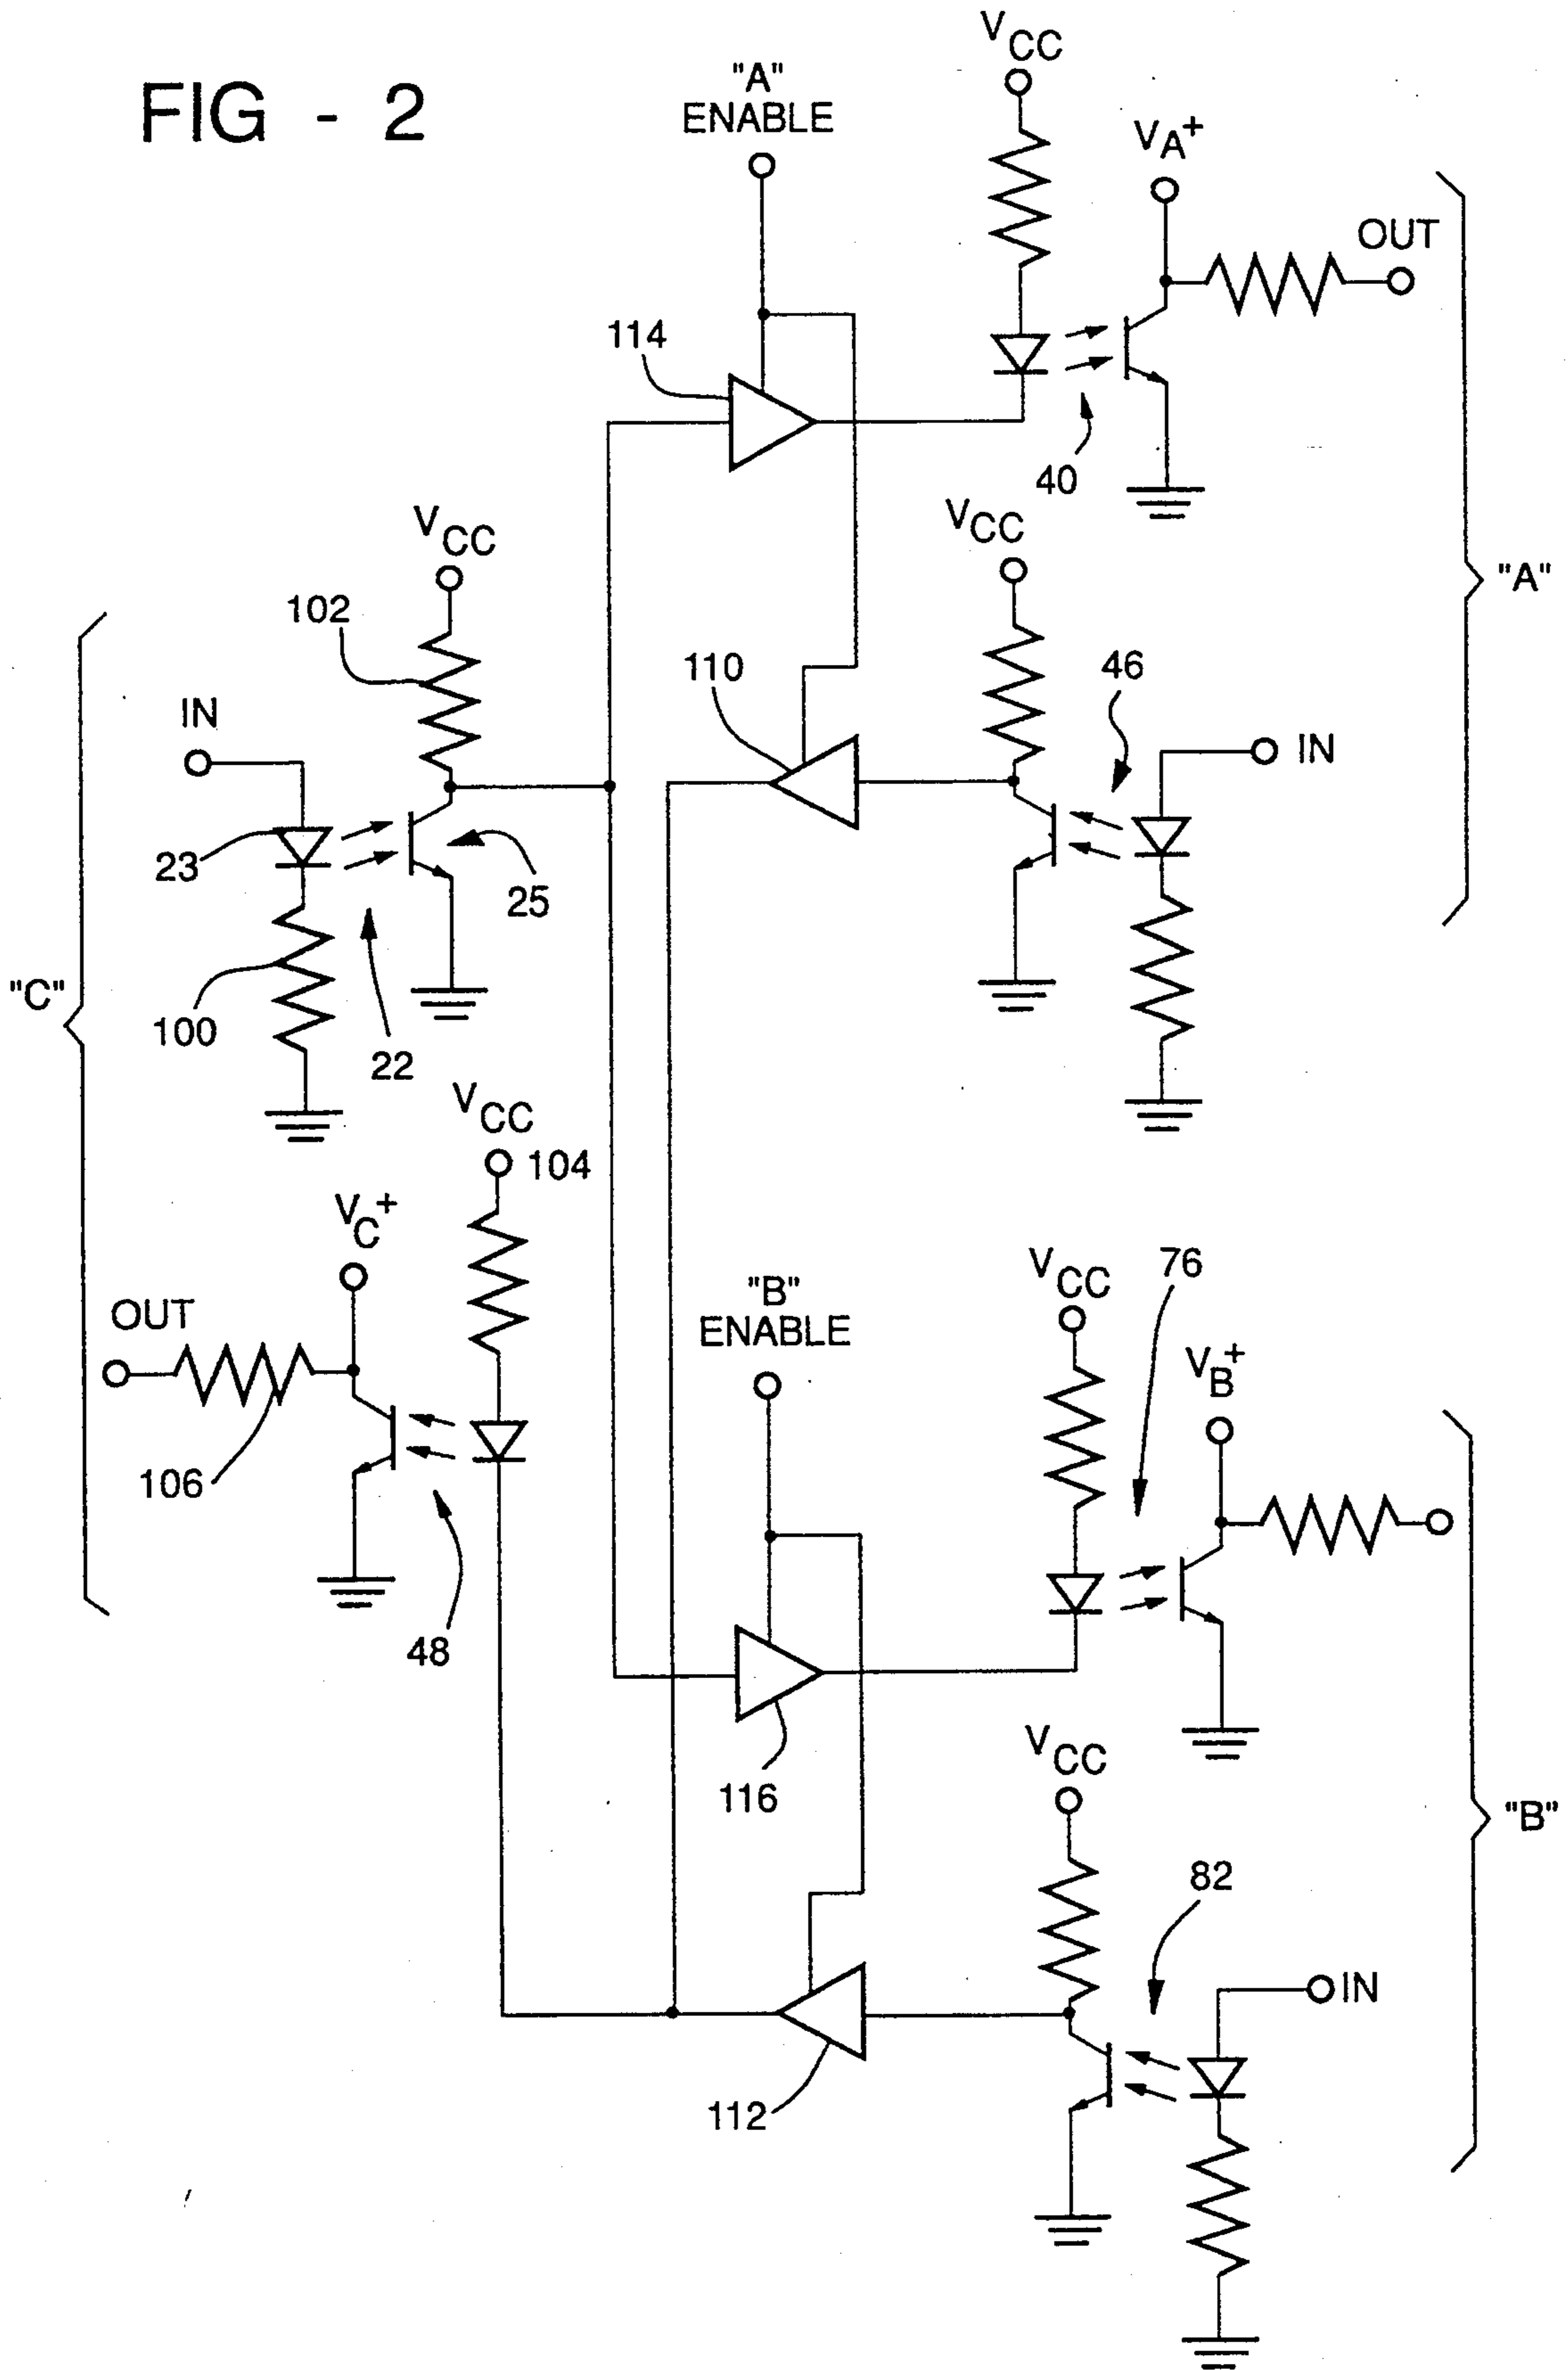 FIG - 2
VCC
"A"
ENABLE
VA+
OUT
114
40
VCC
VCC
"A"
102
110
46
IN
IN
23
25
"C"
100
22
VCC
104
VC+
VCC
76
"B"
ENABLE
OUT
VB+
106
48
VCC
116
"B"
82
IN
112